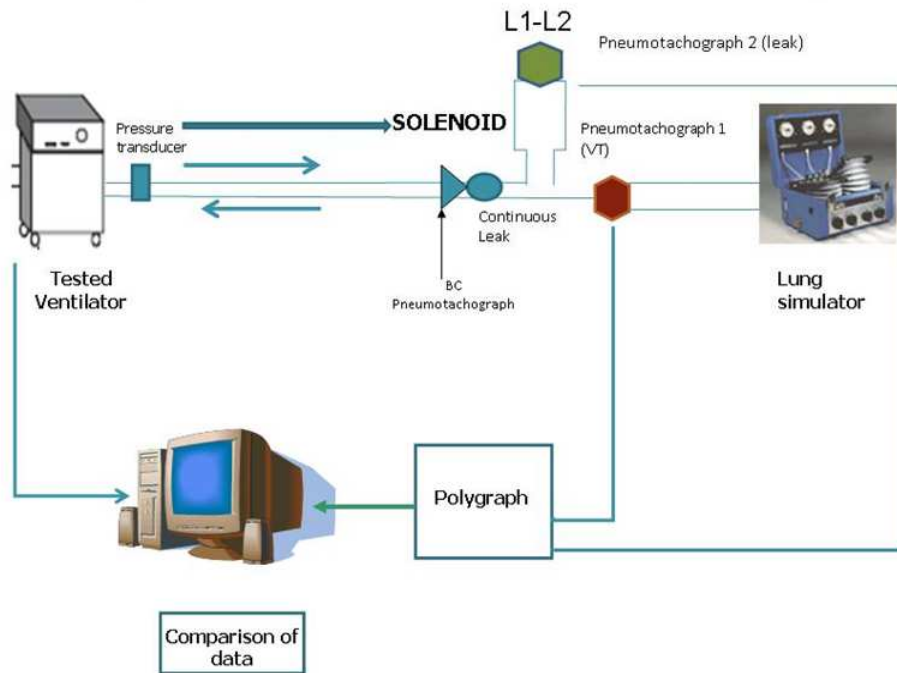 L1-L2
Pneumotachograph 2 (leak)
Pressure
transducer
SOLENOID
Pneumotachograph 1
(VT)
Continuous
Leak
BC
Pneumotachograph
Tested
Ventilator
Lung
simulator
Polygraph
Comparison of
data